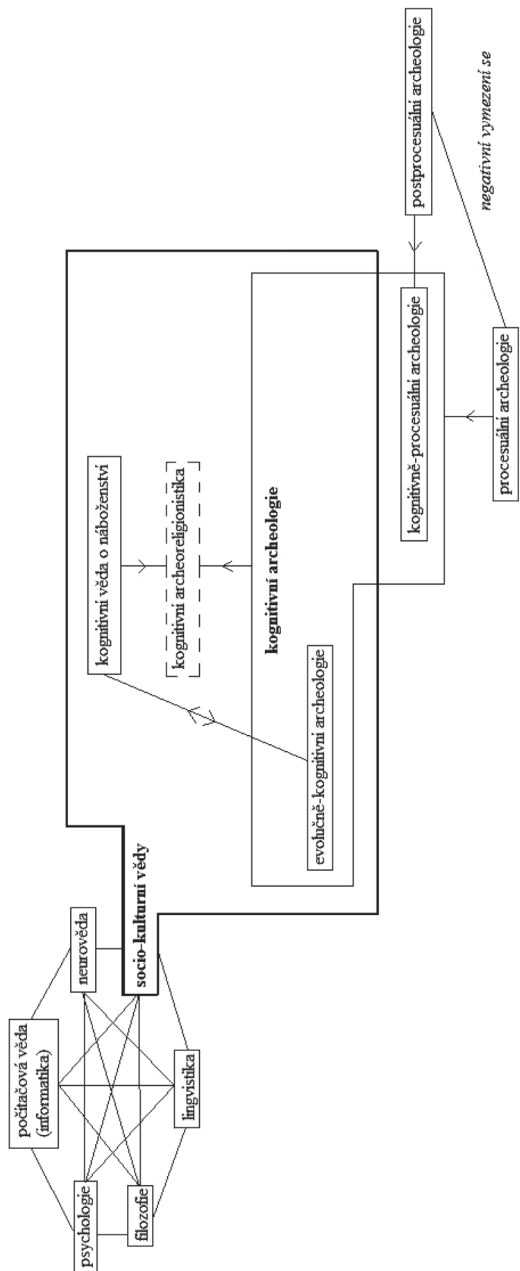 počítačová věda
(informatika)
psychologie
neurověda
filozofie
socio-kulturní vědy
lingvistika
kognitivní věda o náboženství
kognitivní archeoreligionistika
kognitivní archeologie
evolučně-kognitivní archeologie
kognitivně-procesuální archeologie
postprocesuální archeologie
procesuální archeologie
negativní vymezení se